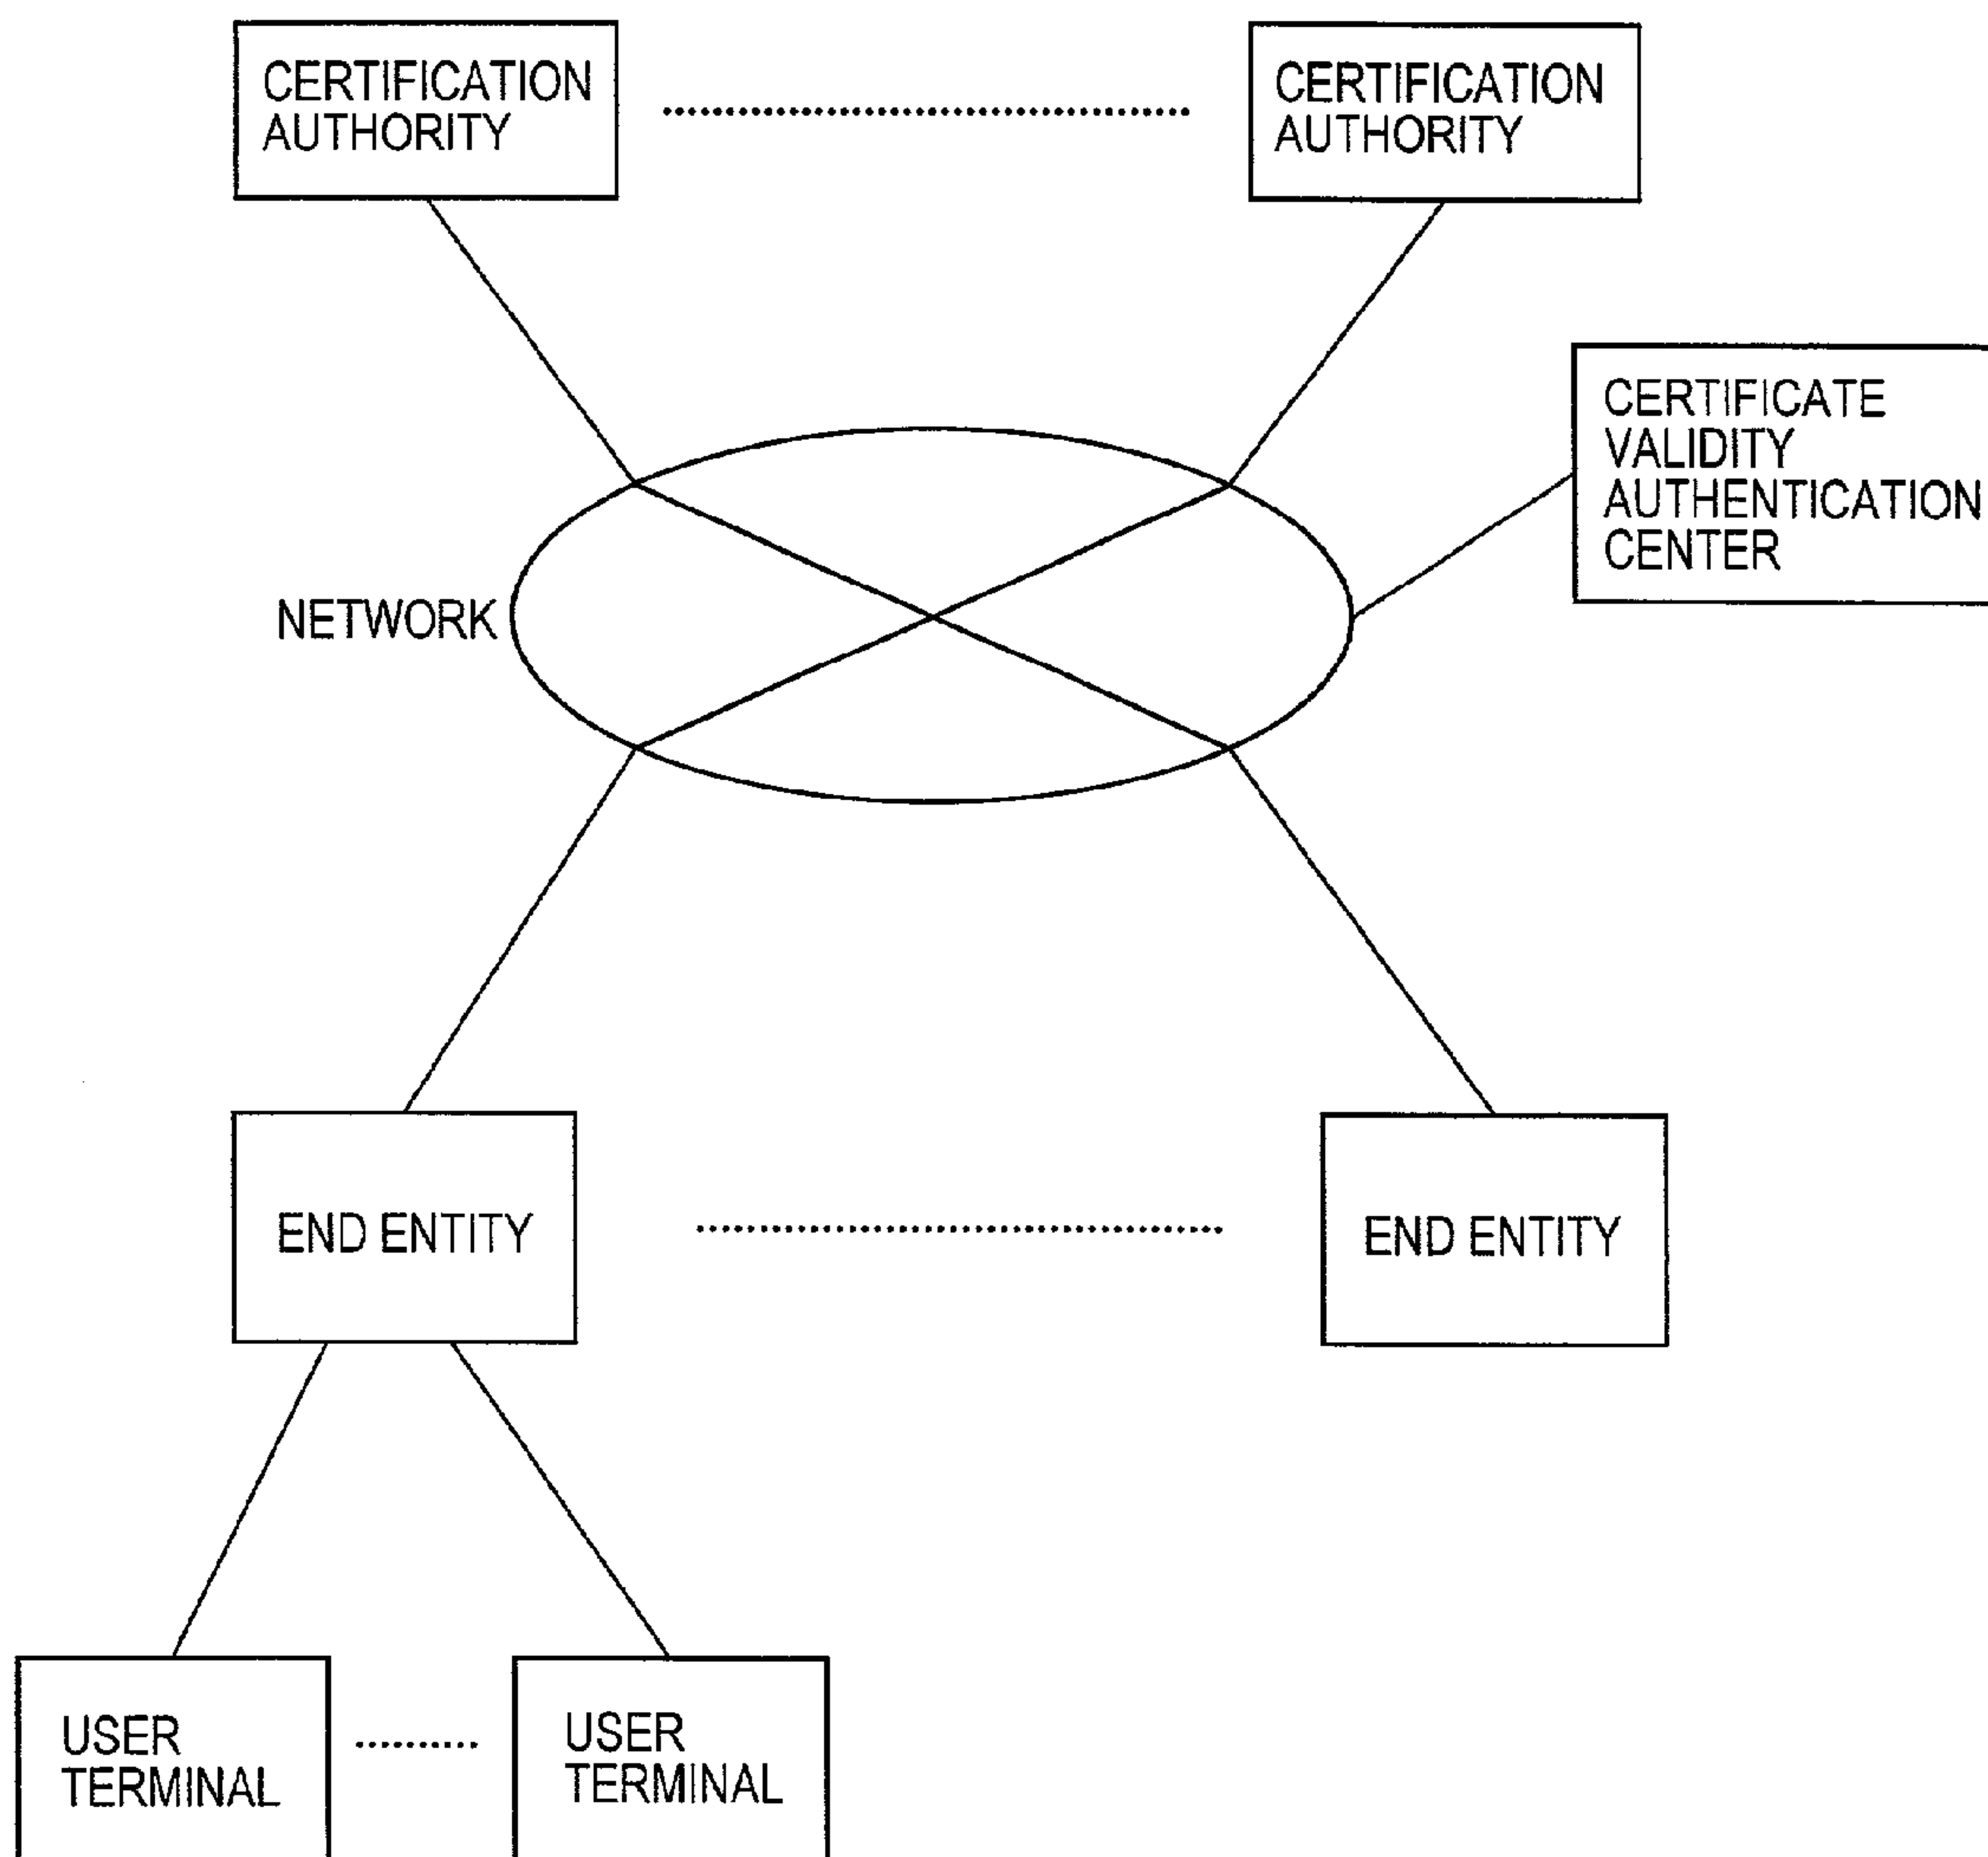 CERTIFICATION
AUTHORITY
CERTIFICATION
AUTHORITY
CERTIFICATE
VALIDITY
AUTHENTICATION
CENTER
NETWORK
END ENTITY
END ENTITY
USER
TERMINAL
USER
TERMINAL